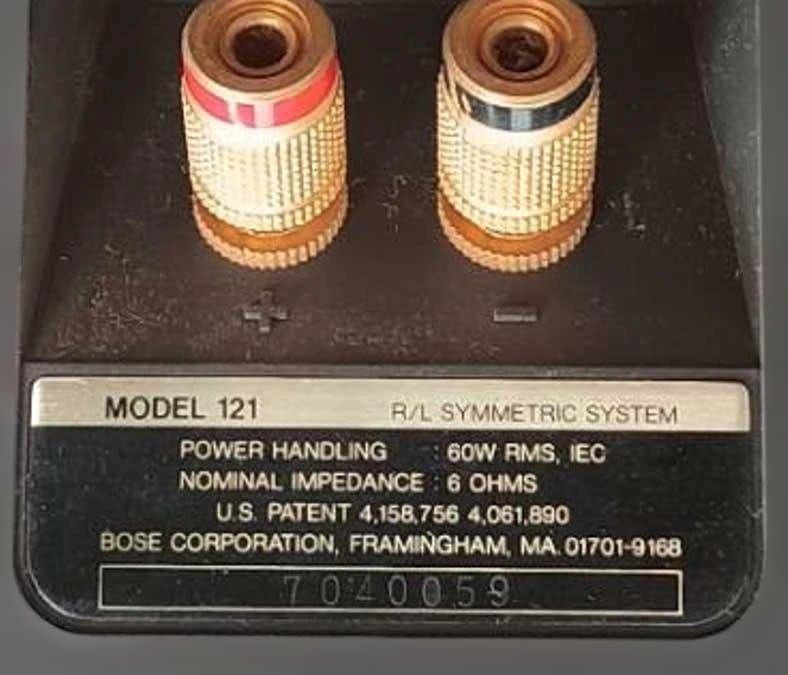 + −
MODEL 121 R/L SYMMETRIC SYSTEM
POWER HANDLING : 60W RMS, IEC
NOMINAL IMPEDANCE : 6 OHMS
U.S. PATENT 4,158,756 4,061,890
BOSE CORPORATION, FRAMINGHAM, MA. 01701-9168
7040059